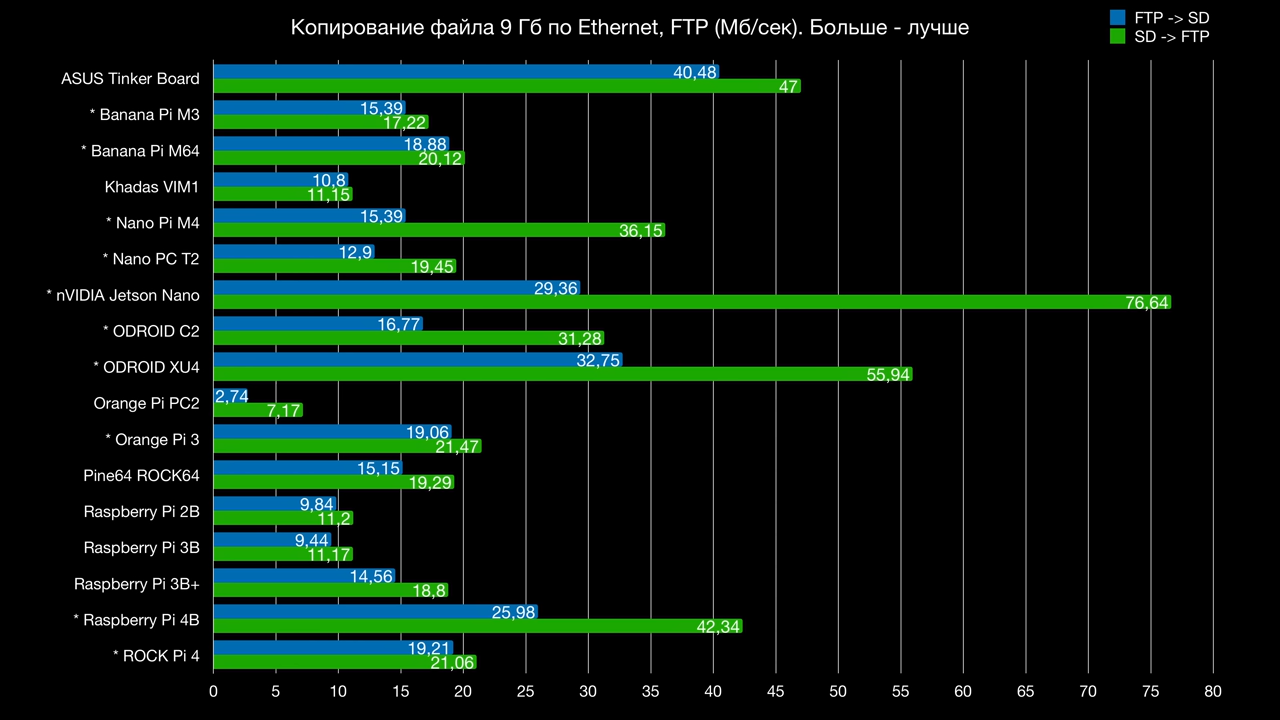 Копирование файла 9 Гб по Ethernet, FTP (Мб/сек). Больше - лучше
FTP -> SD
SD -> FTP
ASUS Tinker Board
40,48
47
* Banana Pi M3
15,39
17,22
* Banana Pi M64
18,88
20,12
Khadas VIM1
10,8
11,15
* Nano Pi M4
15,39
36,15
* Nano PC T2
12,9
19,45
* nVIDIA Jetson Nano
29,36
76,64
* ODROID C2
16,77
31,28
* ODROID XU4
32,75
55,94
Orange Pi PC2
2,74
7,17
* Orange Pi 3
19,06
21,47
Pine64 ROCK64
15,15
19,29
Raspberry Pi 2B
9,84
11,2
Raspberry Pi 3B
9,44
11,17
Raspberry Pi 3B+
14,56
18,8
* Raspberry Pi 4B
25,98
42,34
* ROCK Pi 4
19,21
21,06
0 5 10 15 20 25 30 35 40 45 50 55 60 65 70 75 80